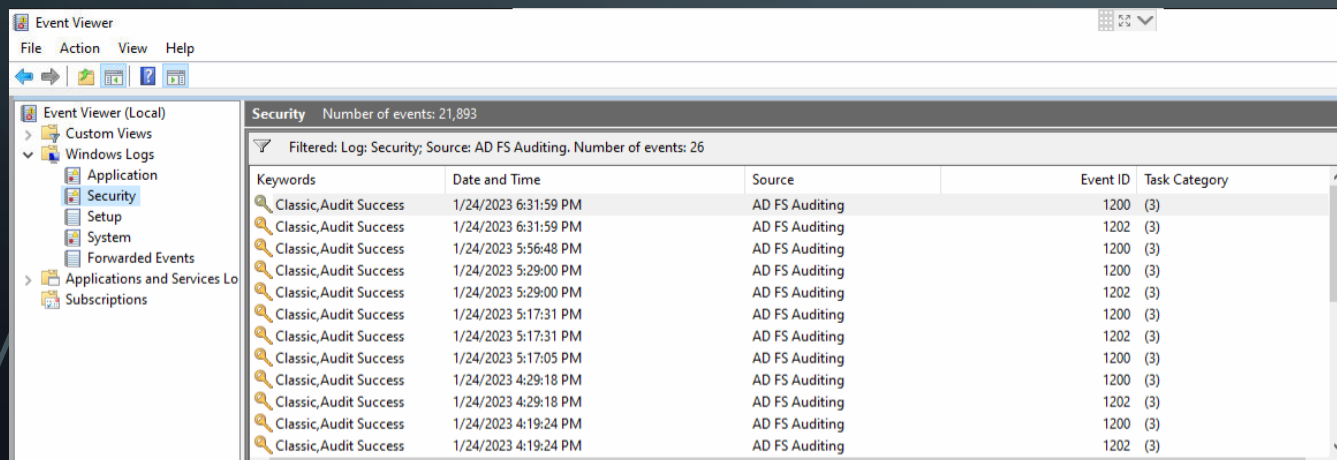 Event Viewer
File Action View Help
Event Viewer (Local)
Custom Views
Windows Logs
Application
Security
Setup
System
Forwarded Events
Applications and Services Lo
Subscriptions
Security Number of events: 21,893
Filtered: Log: Security; Source: AD FS Auditing. Number of events: 26
Keywords Date and Time Source Event ID Task Category
Classic,Audit Success 1/24/2023 6:31:59 PM AD FS Auditing 1200 (3)
Classic,Audit Success 1/24/2023 6:31:59 PM AD FS Auditing 1202 (3)
Classic,Audit Success 1/24/2023 5:56:48 PM AD FS Auditing 1200 (3)
Classic,Audit Success 1/24/2023 5:29:00 PM AD FS Auditing 1200 (3)
Classic,Audit Success 1/24/2023 5:29:00 PM AD FS Auditing 1202 (3)
Classic,Audit Success 1/24/2023 5:17:31 PM AD FS Auditing 1200 (3)
Classic,Audit Success 1/24/2023 5:17:31 PM AD FS Auditing 1202 (3)
Classic,Audit Success 1/24/2023 5:17:05 PM AD FS Auditing 1200 (3)
Classic,Audit Success 1/24/2023 4:29:18 PM AD FS Auditing 1200 (3)
Classic,Audit Success 1/24/2023 4:29:18 PM AD FS Auditing 1202 (3)
Classic,Audit Success 1/24/2023 4:19:24 PM AD FS Auditing 1200 (3)
Classic,Audit Success 1/24/2023 4:19:24 PM AD FS Auditing 1202 (3)